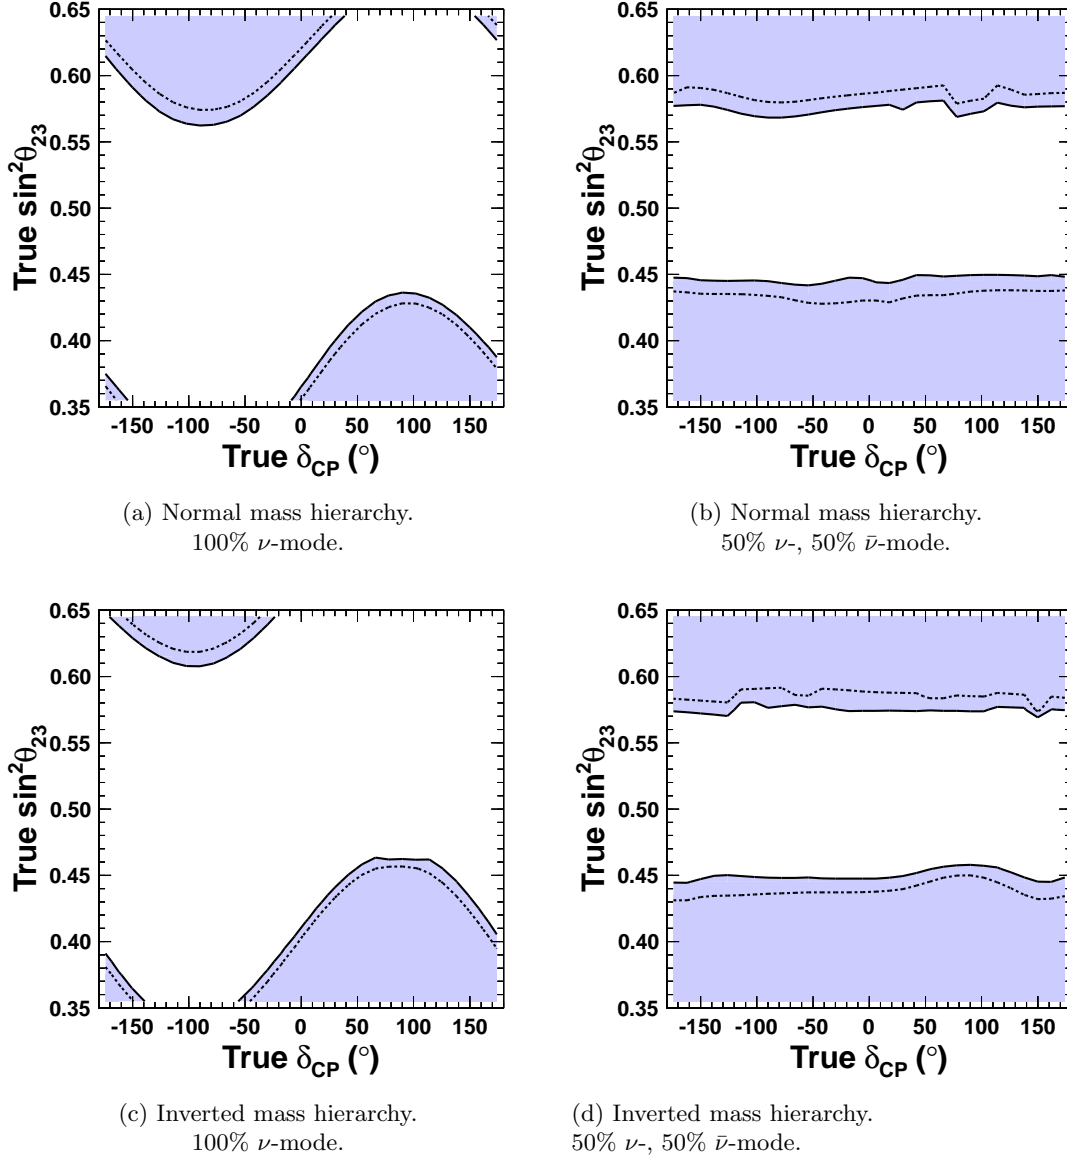 0.65
0.60
0.55
0.50
0.45
0.40
0.35
True sin²θ₂₃
-150 -100 -50 0 50 100 150
True δCP (°)
(a) Normal mass hierarchy.
100% ν-mode.
0.65
0.60
0.55
0.50
0.45
0.40
0.35
True sin²θ₂₃
-150 -100 -50 0 50 100 150
True δCP (°)
(b) Normal mass hierarchy.
50% ν-, 50% ν̄-mode.
0.65
0.60
0.55
0.50
0.45
0.40
0.35
True sin²θ₂₃
-150 -100 -50 0 50 100 150
True δCP (°)
(c) Inverted mass hierarchy.
100% ν-mode.
0.65
0.60
0.55
0.50
0.45
0.40
0.35
True sin²θ₂₃
-150 -100 -50 0 50 100 150
True δCP (°)
(d) Inverted mass hierarchy.
50% ν-, 50% ν̄-mode.